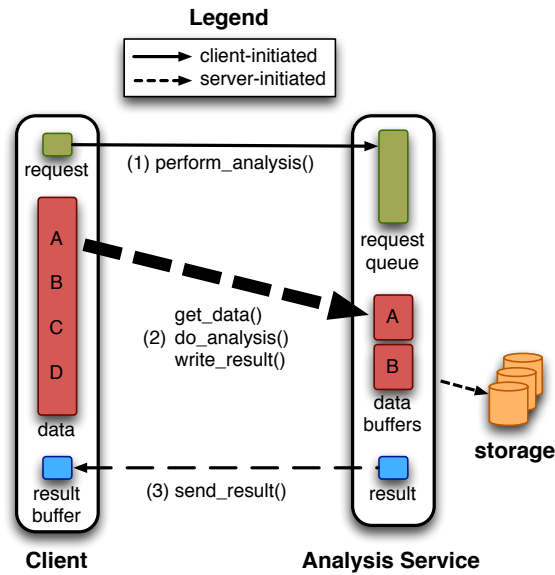 Legend
client-initiated
server-initiated
request
(1) perform_analysis()
request
queue
A
B
C
D
data
get_data()
(2) do_analysis()
write_result()
A
B
data
buffers
storage
result
buffer
(3) send_result()
result
Client
Analysis Service